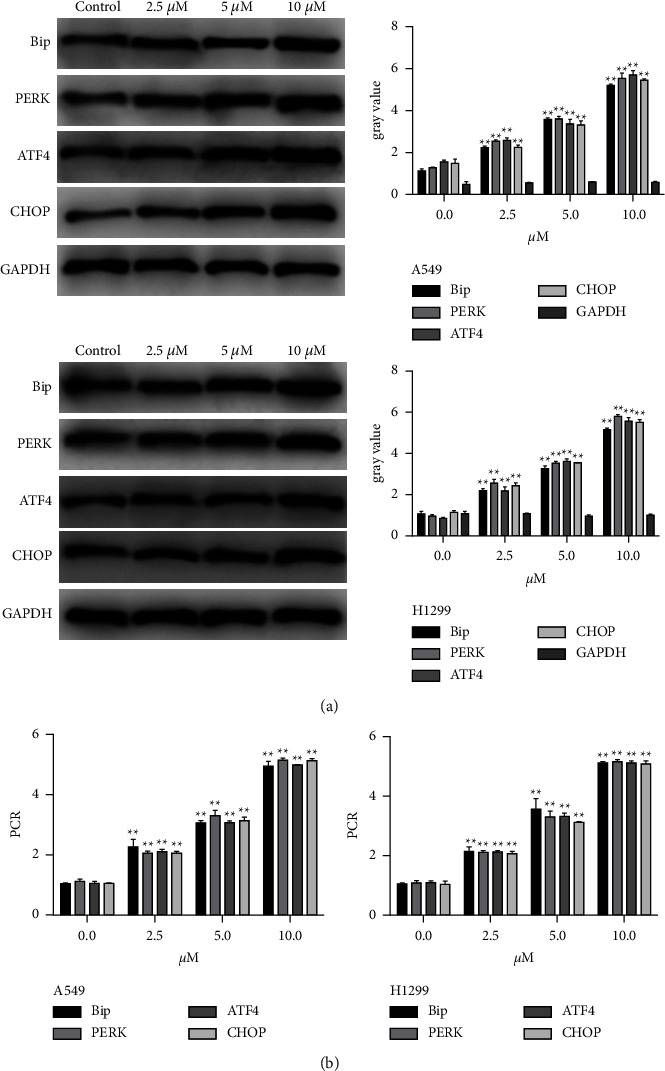 Control 2.5 µM 5 µM 10 µM
Bip
PERK
ATF4
CHOP
GAPDH
gray value
8
6
4
2
0
** ** ** **
** ** ** **
** ** ** **
0.0 2.5 5.0 10.0
µM
A549
Bip
PERK
ATF4
CHOP
GAPDH
Control 2.5 µM 5 µM 10 µM
Bip
PERK
ATF4
CHOP
GAPDH
gray value
8
6
4
2
0
** ** ** **
** ** ** **
** ** ** **
0.0 2.5 5.0 10.0
µM
H1299
Bip
PERK
ATF4
CHOP
GAPDH
(a)
PCR
6
4
2
0
** ** ** **
** ** ** **
** ** ** **
0.0 2.5 5.0 10.0
µM
A549
Bip
PERK
ATF4
CHOP
PCR
6
4
2
0
** ** ** **
** ** ** **
** ** ** **
0.0 2.5 5.0 10.0
µM
H1299
Bip
PERK
ATF4
CHOP
(b)